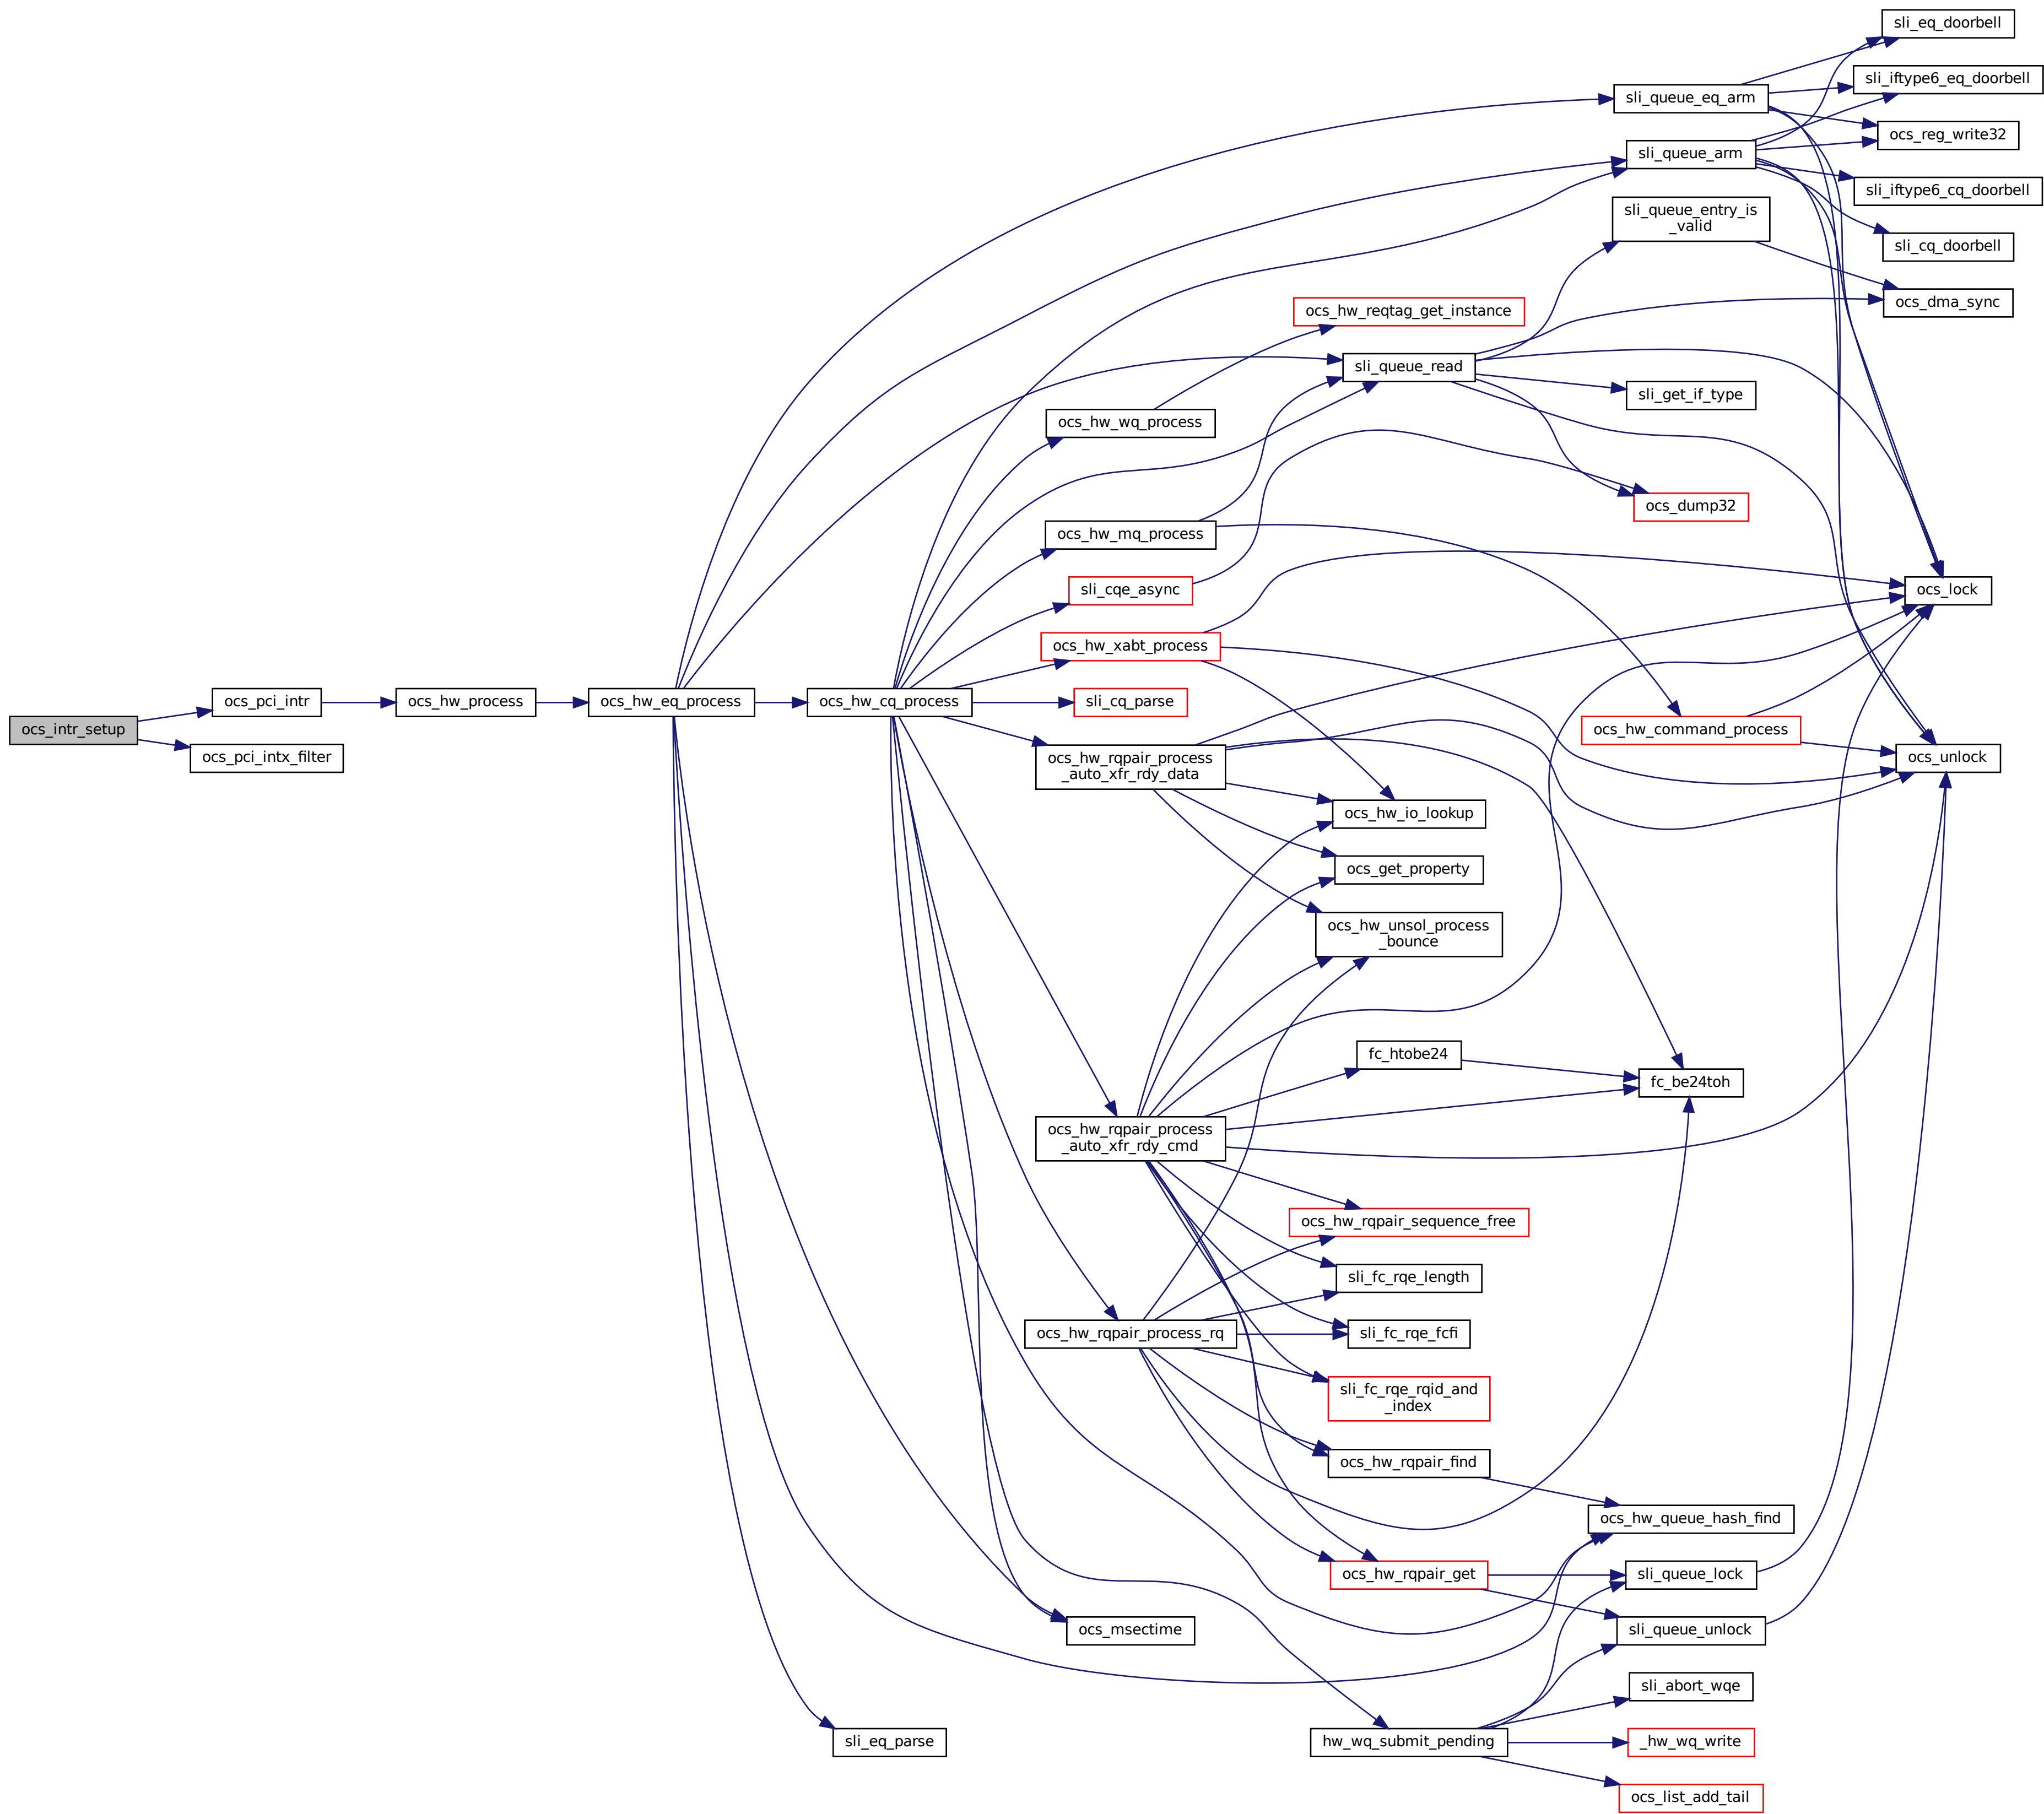 sli_eq_doorbell
sli_iftype6_eq_doorbell
sli_queue_eq_arm
ocs_reg_write32
sli_queue_arm
sli_iftype6_cq_doorbell
sli_queue_entry_is
_valid
sli_cq_doorbell
ocs_dma_sync
ocs_hw_reqtag_get_instance
sli_queue_read
sli_get_if_type
ocs_hw_wq_process
ocs_dump32
ocs_hw_mq_process
sli_cqe_async
ocs_lock
ocs_hw_xabt_process
ocs_intr_setup
ocs_pci_intr
ocs_hw_process
ocs_hw_eq_process
ocs_hw_cq_process
sli_cq_parse
ocs_hw_command_process
ocs_pci_intx_filter
ocs_hw_rqpair_process
_auto_xfr_rdy_data
ocs_unlock
ocs_hw_io_lookup
ocs_get_property
ocs_hw_unsol_process
_bounce
fc_htobe24
fc_be24toh
ocs_hw_rqpair_process
_auto_xfr_rdy_cmd
ocs_hw_rqpair_sequence_free
sli_fc_rqe_length
ocs_hw_rqpair_process_rq
sli_fc_rqe_fcfi
sli_fc_rqe_rqid_and
_index
ocs_hw_rqpair_find
ocs_hw_queue_hash_find
ocs_hw_rqpair_get
sli_queue_lock
ocs_msectime
sli_queue_unlock
sli_abort_wqe
sli_eq_parse
hw_wq_submit_pending
_hw_wq_write
ocs_list_add_tail